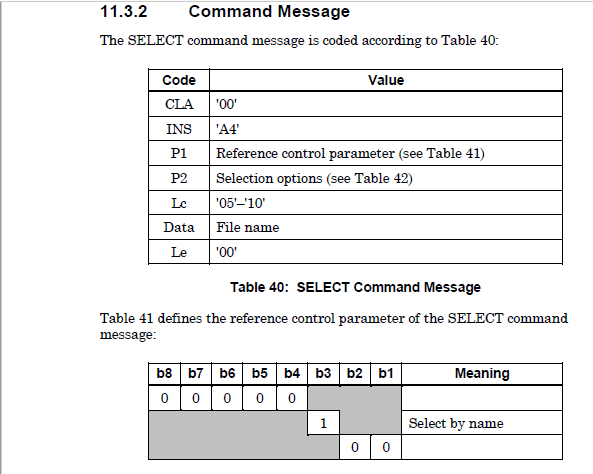 11.3.2 Command Message
The SELECT command message is coded according to Table 40:
Code Value
CLA '00'
INS 'A4'
P1 Reference control parameter (see Table 41)
P2 Selection options (see Table 42)
Lc '05'–'10'
Data File name
Le '00'
Table 40: SELECT Command Message
Table 41 defines the reference control parameter of the SELECT command
message:
b8 b7 b6 b5 b4 b3 b2 b1 Meaning
0 0 0 0 0
1 Select by name
0 0